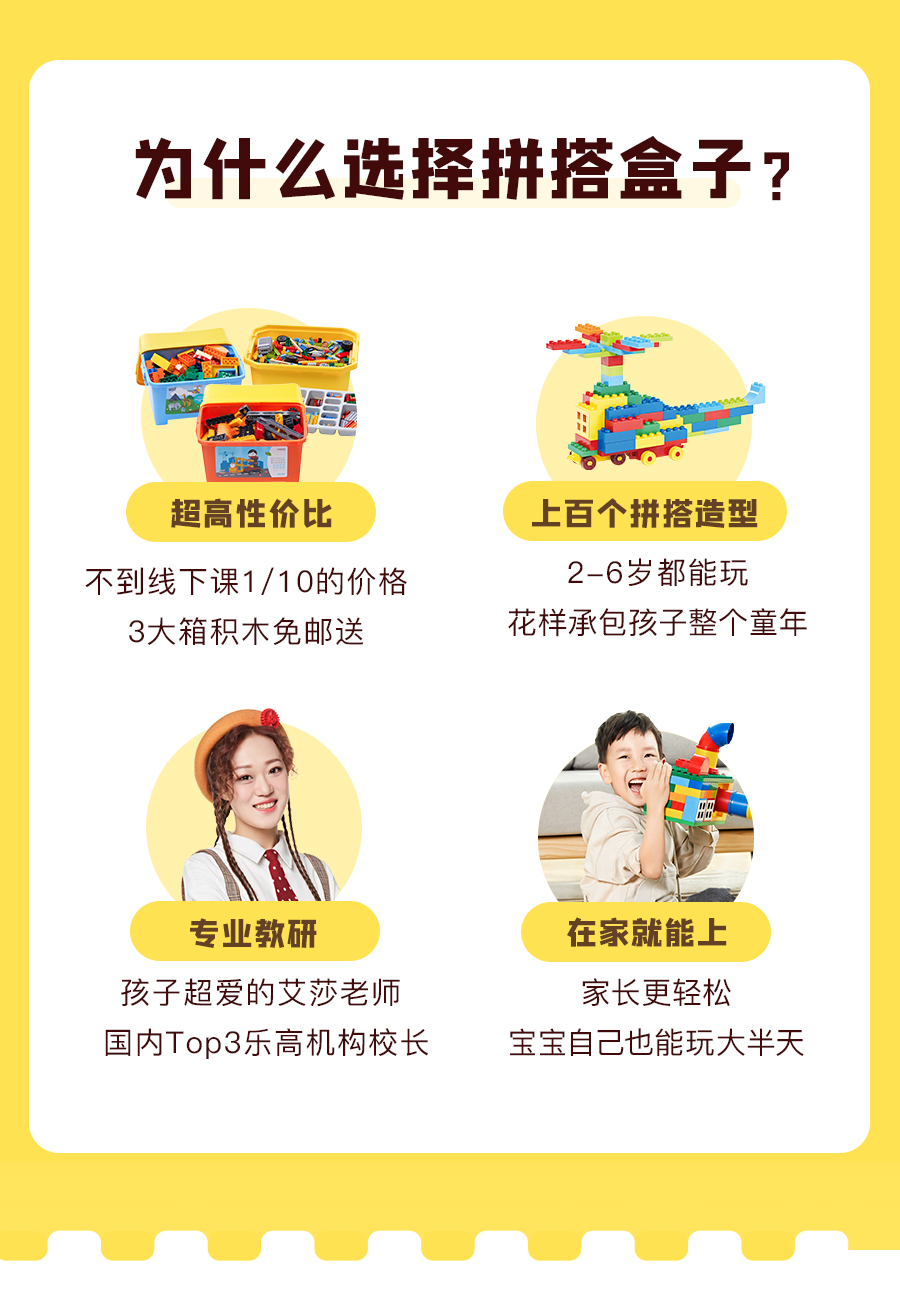 为什么选择拼搭盒子?
超高性价比
不到线下课1/10的价格
3大箱积木免邮送
上百个拼搭造型
2-6岁都能玩
花样承包孩子整个童年
专业教研
孩子超爱的艾莎老师
国内Top3乐高机构校长
在家就能上
家长更轻松
宝宝自己也能玩大半天